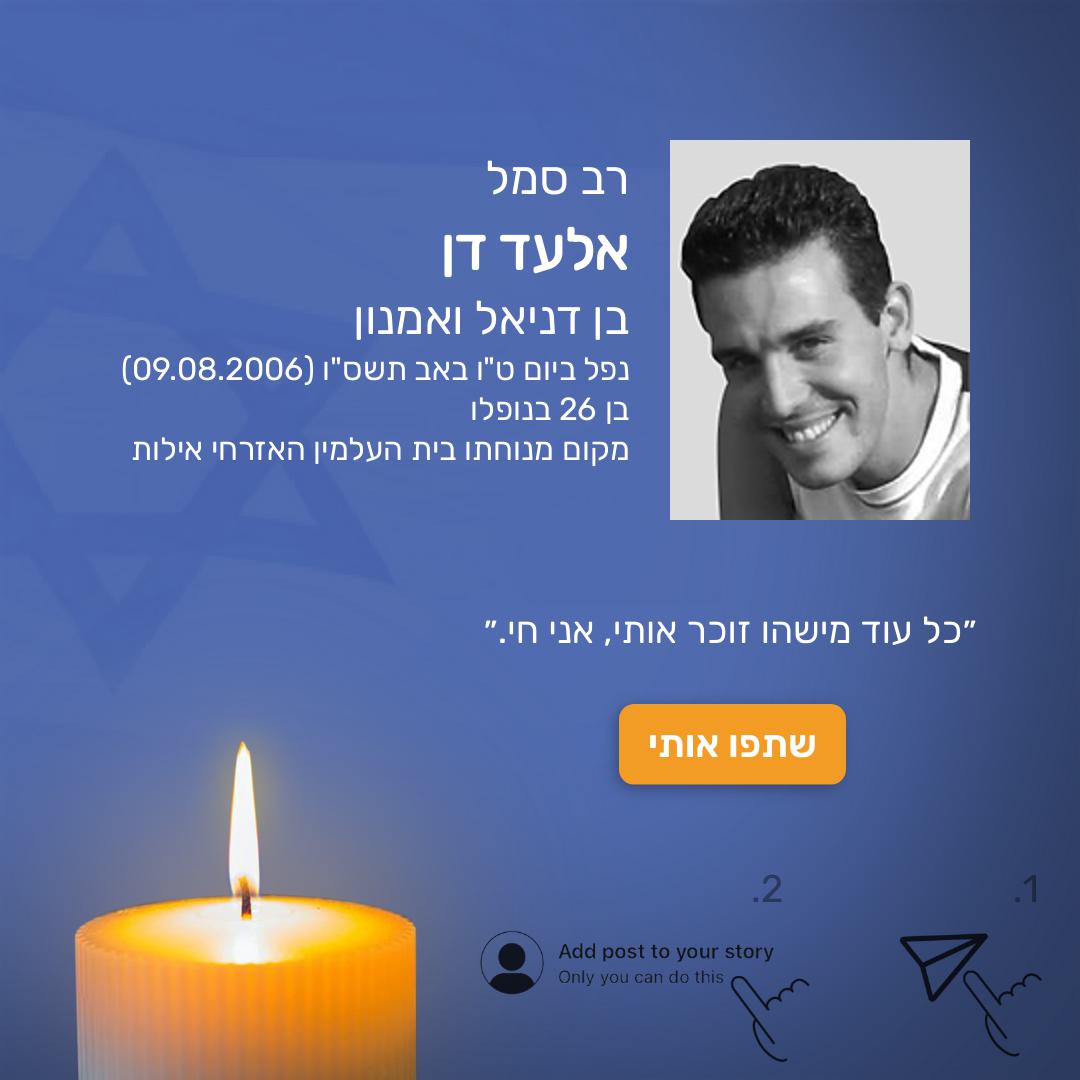 רב סמל
אלעד דן
בן דניאל ואמנון
נפל ביום ט"ו באב תשס"ו (09.08.2006)
בן 26 בנופלו
מקום מנוחתו בית העלמין האזרחי אילות
״כל עוד מישהו זוכר אותי, אני חי.״
שתפו אותי
1.
2.
Add post to your story
Only you can do this